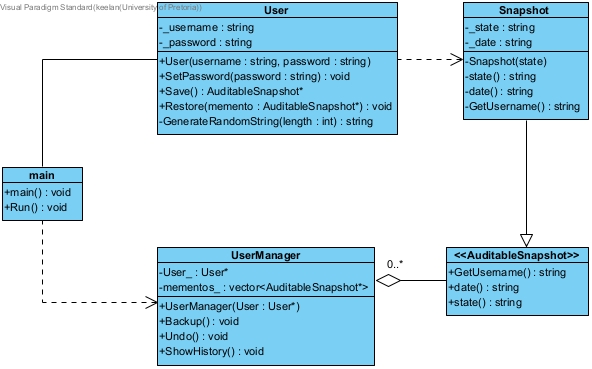 Visual Paradigm Standard(keelan(University of Pretoria))
User
-_username : string
-_password : string
+User(username : string, password : string)
+SetPassword(password : string) : void
+Save() : AuditableSnapshot*
+Restore(memento : AuditableSnapshot*) : void
-GenerateRandomString(length : int) : string
Snapshot
-_state : string
-_date : string
-Snapshot(state)
-state() : string
-date() : string
-GetUsername() : string
main
+main() : void
+Run() : void
UserManager
-User_ : User*
-mementos_ : vector<AuditableSnapshot*>
+UserManager(User : User*)
+Backup() : void
+Undo() : void
+ShowHistory() : void
0..*
<<AuditableSnapshot>>
+GetUsername() : string
+date() : string
+state() : string